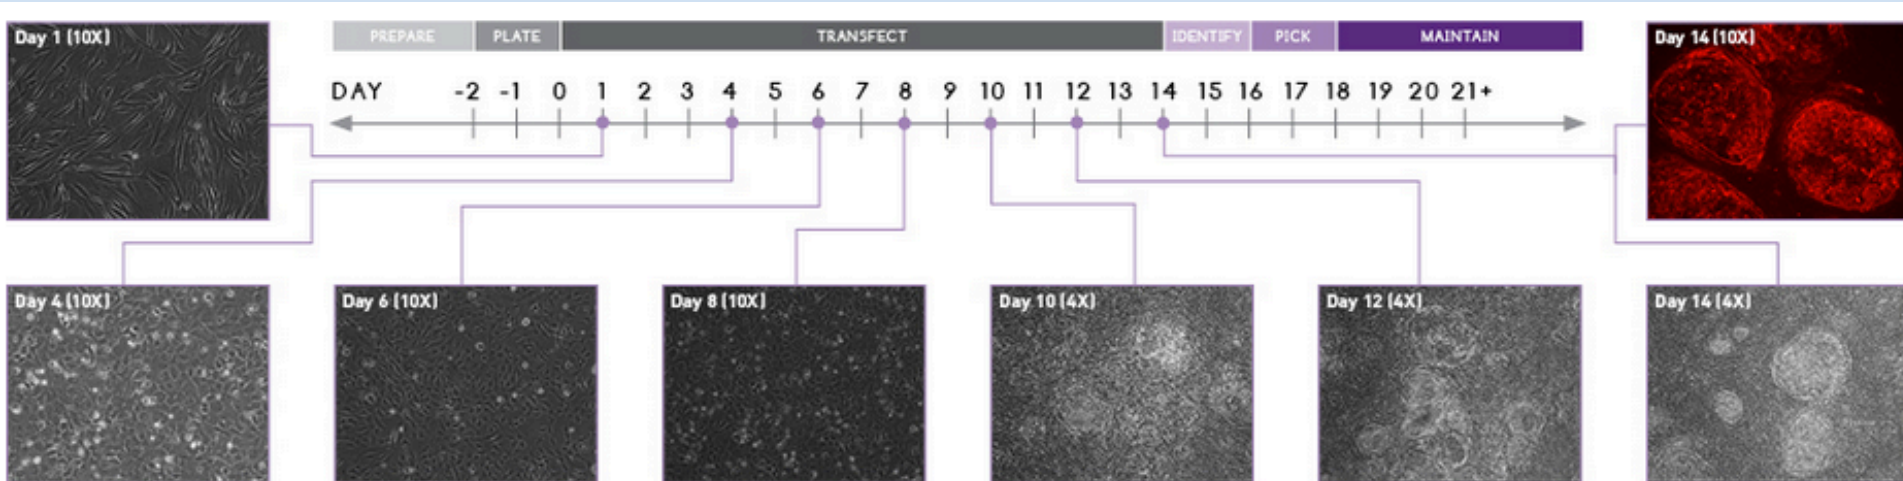 Day 1 (10X)
PREPARE PLATE TRANSFECT IDENTIFY PICK MAINTAIN
Day 14 (10X)
DAY -2 -1 0 1 2 3 4 5 6 7 8 9 10 11 12 13 14 15 16 17 18 19 20 21+
Day 4 (10X)
Day 6 (10X)
Day 8 (10X)
Day 10 (4X)
Day 12 (4X)
Day 14 (4X)